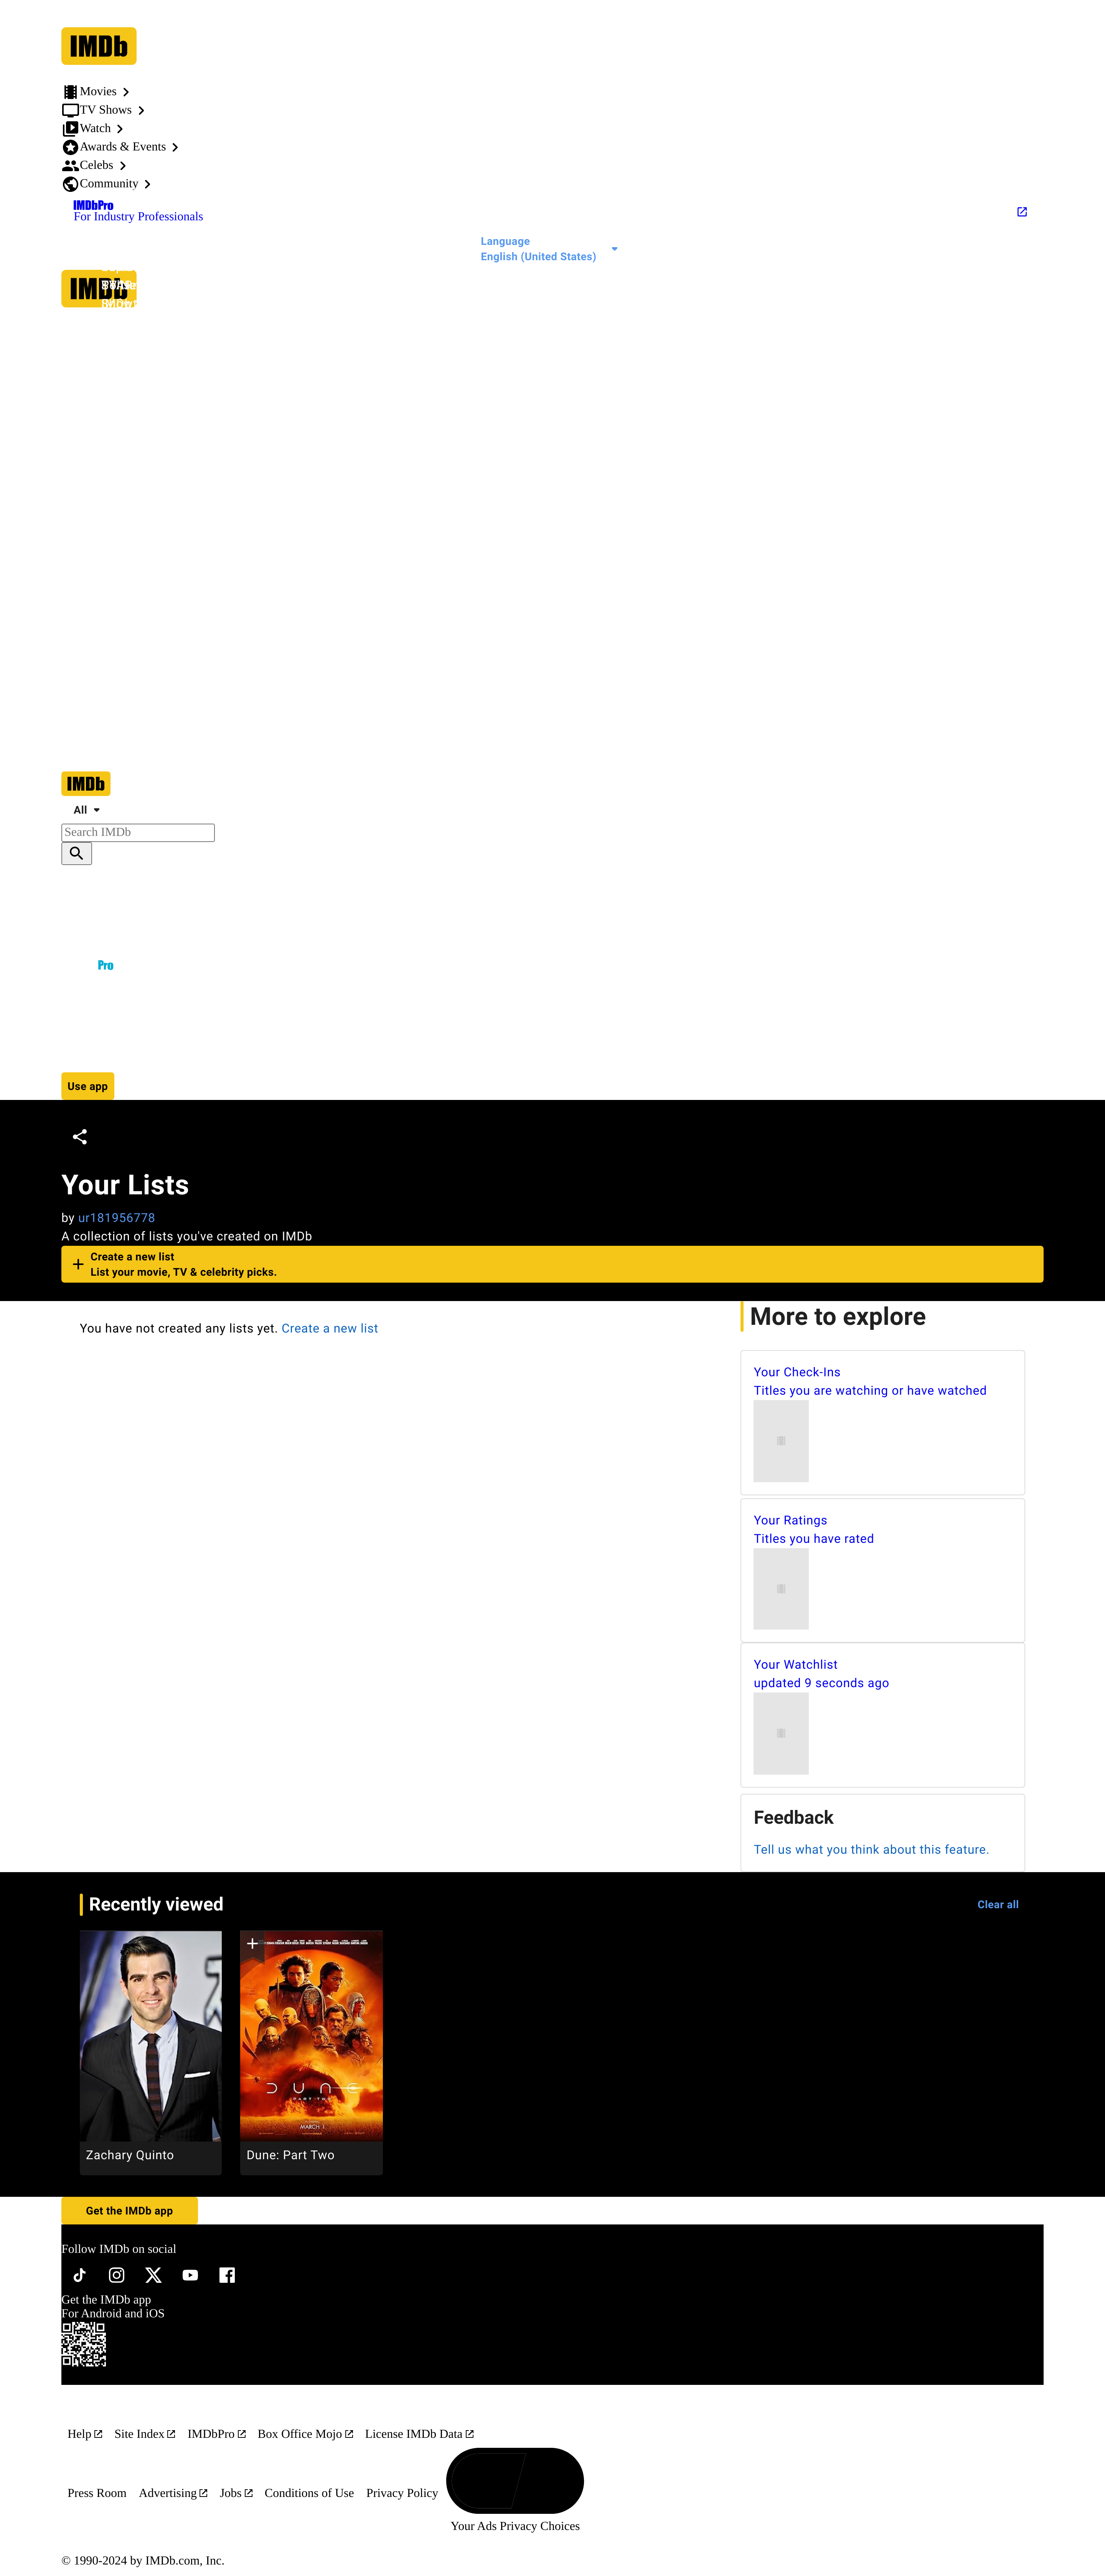 IMDb
Movies
TV Shows
Watch
Awards & Events
Celebs
Community
IMDbPro
For Industry Professionals
Language
English (United States)
IMDb
IMDb
All
Search IMDb
Pro
Use app
Your Lists
by ur181956778
A collection of lists you've created on IMDb
Create a new list
List your movie, TV & celebrity picks.
You have not created any lists yet. Create a new list
More to explore
Your Check-Ins
Titles you are watching or have watched
Your Ratings
Titles you have rated
Your Watchlist
updated 9 seconds ago
Feedback
Tell us what you think about this feature.
Recently viewed
Clear all
DUNE
PART TWO
MARCH 1
Zachary Quinto
Dune: Part Two
Get the IMDb app
Follow IMDb on social
Get the IMDb app
For Android and iOS
Help
Site Index
IMDbPro
Box Office Mojo
License IMDb Data
Press Room
Advertising
Jobs
Conditions of Use
Privacy Policy
Your Ads Privacy Choices
© 1990-2024 by IMDb.com, Inc.